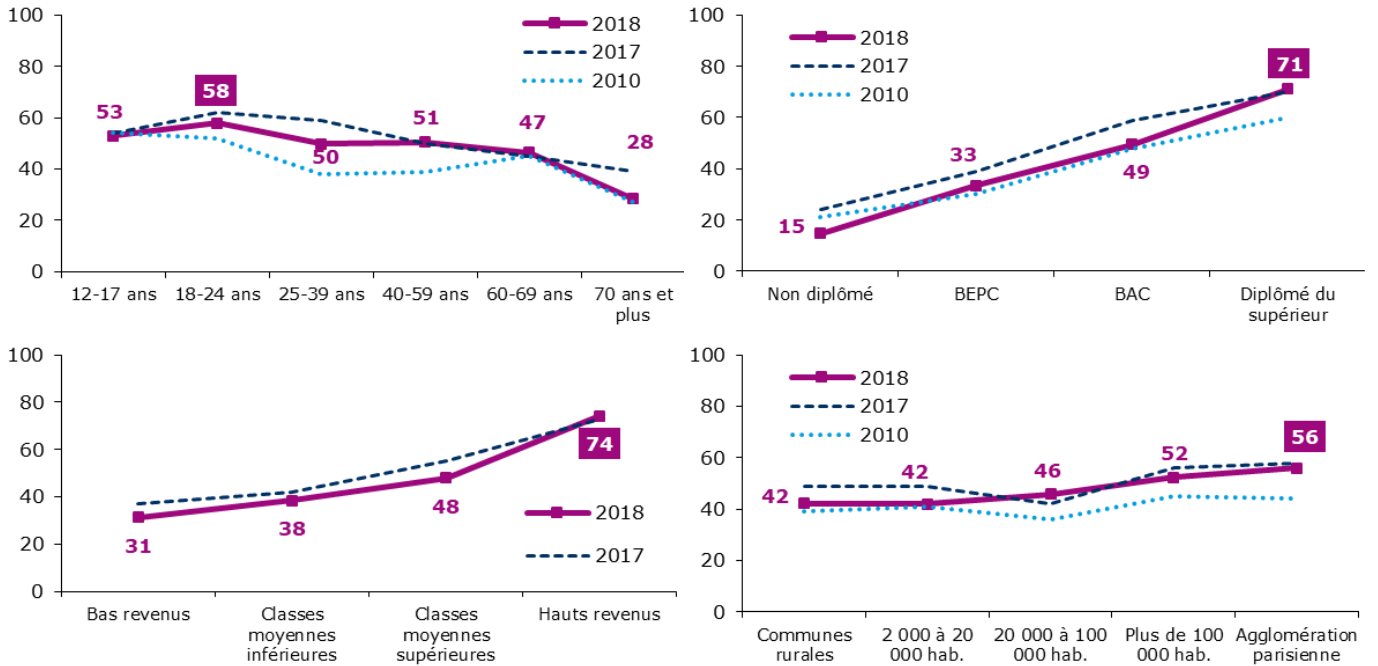 100
80
60
40
20
0
2018
2017
2010
53
58
50
51
47
28
12-17 ans
18-24 ans
25-39 ans
40-59 ans
60-69 ans
70 ans et
plus
100
80
60
40
20
0
2018
2017
2010
15
33
49
71
Non diplômé
BEPC
BAC
Diplômé du
supérieur
100
80
60
40
20
0
31
38
48
74
2018
2017
Bas revenus
Classes
moyennes
inférieures
Classes
moyennes
supérieures
Hauts revenus
100
80
60
40
20
0
2018
2017
2010
42
42
46
52
56
Communes
rurales
2 000 à 20
000 hab.
20 000 à 100
000 hab.
Plus de 100
000 hab.
Agglomération
parisienne